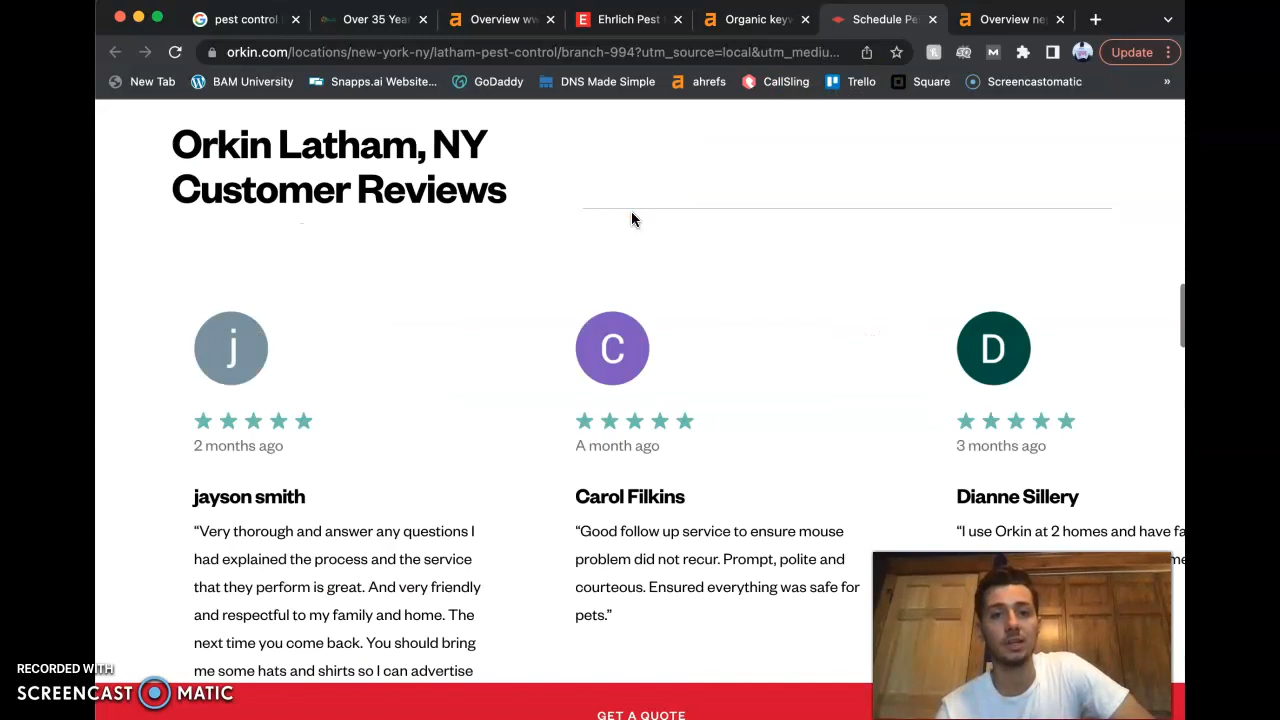 pest control
Over 35 Year
Overview ww
Ehrlich Pest
Organic keyw
Schedule Pe
Overview ne
orkin.com/locations/new-york-ny/latham-pest-control/branch-994?utm_source=local&utm_mediu...
Update
New Tab
BAM University
Snapps.ai Website...
GoDaddy
DNS Made Simple
ahrefs
CallSling
Trello
Square
Screencastomatic
»
Orkin Latham, NY
Customer Reviews
j
C
D
2 months ago
A month ago
3 months ago
jayson smith
“Very thorough and answer any questions I
had explained the process and the service
that they perform is great. And very friendly
and respectful to my family and home. The
next time you come back. You should bring
me some hats and shirts so I can advertise
Carol Filkins
“Good follow up service to ensure mouse
problem did not recur. Prompt, polite and
courteous. Ensured everything was safe for
pets.”
Dianne Sillery
“I use Orkin at 2 homes and have fa
me
GET A QUOTE
RECORDED WITH
SCREENCAST MATIC